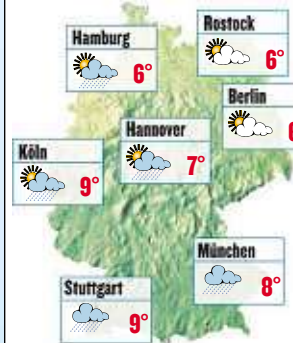 Rostock
6°
Hamburg
6°
Berlin
Hannover
7°
Köln
9°
München
8°
Stuttgart
9°